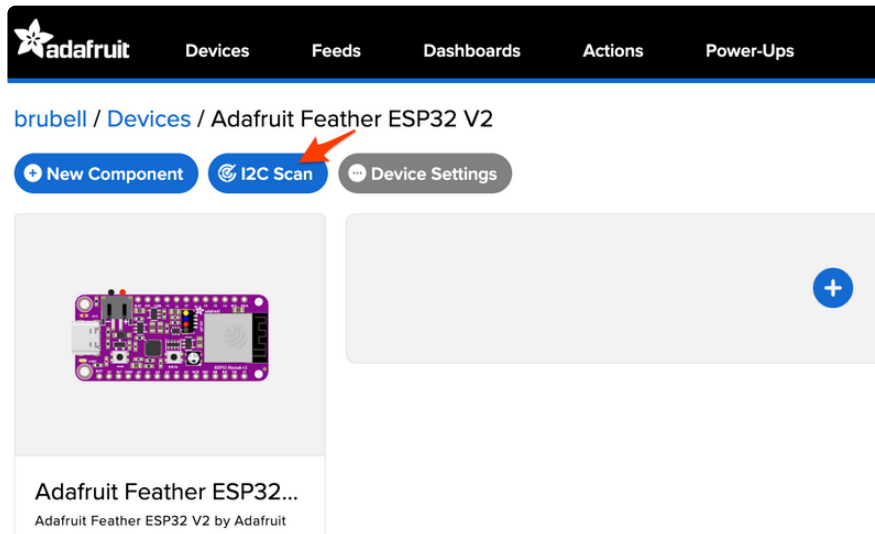 adafruit Devices Feeds Dashboards Actions Power-Ups
brubell / Devices / Adafruit Feather ESP32 V2
New Component I2C Scan Device Settings
Adafruit Feather ESP32...
Adafruit Feather ESP32 V2 by Adafruit